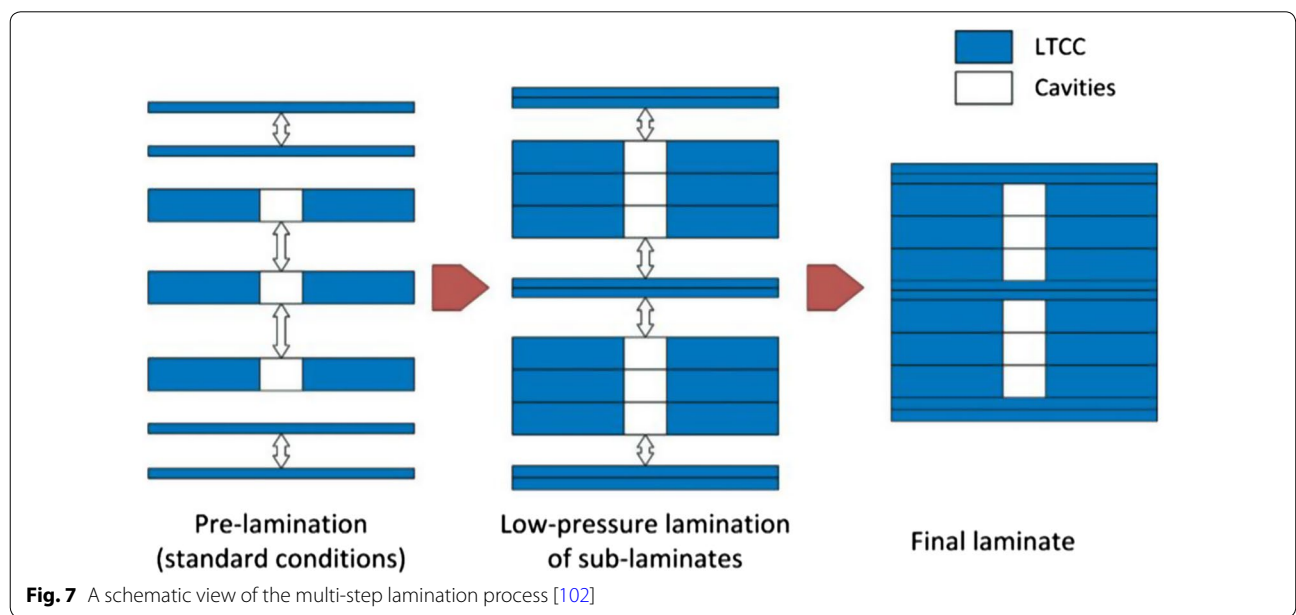 LTCC
Cavities
Pre-lamination
(standard conditions)
Low-pressure lamination
of sub-laminates
Final laminate
Fig. 7 A schematic view of the multi-step lamination process [102]